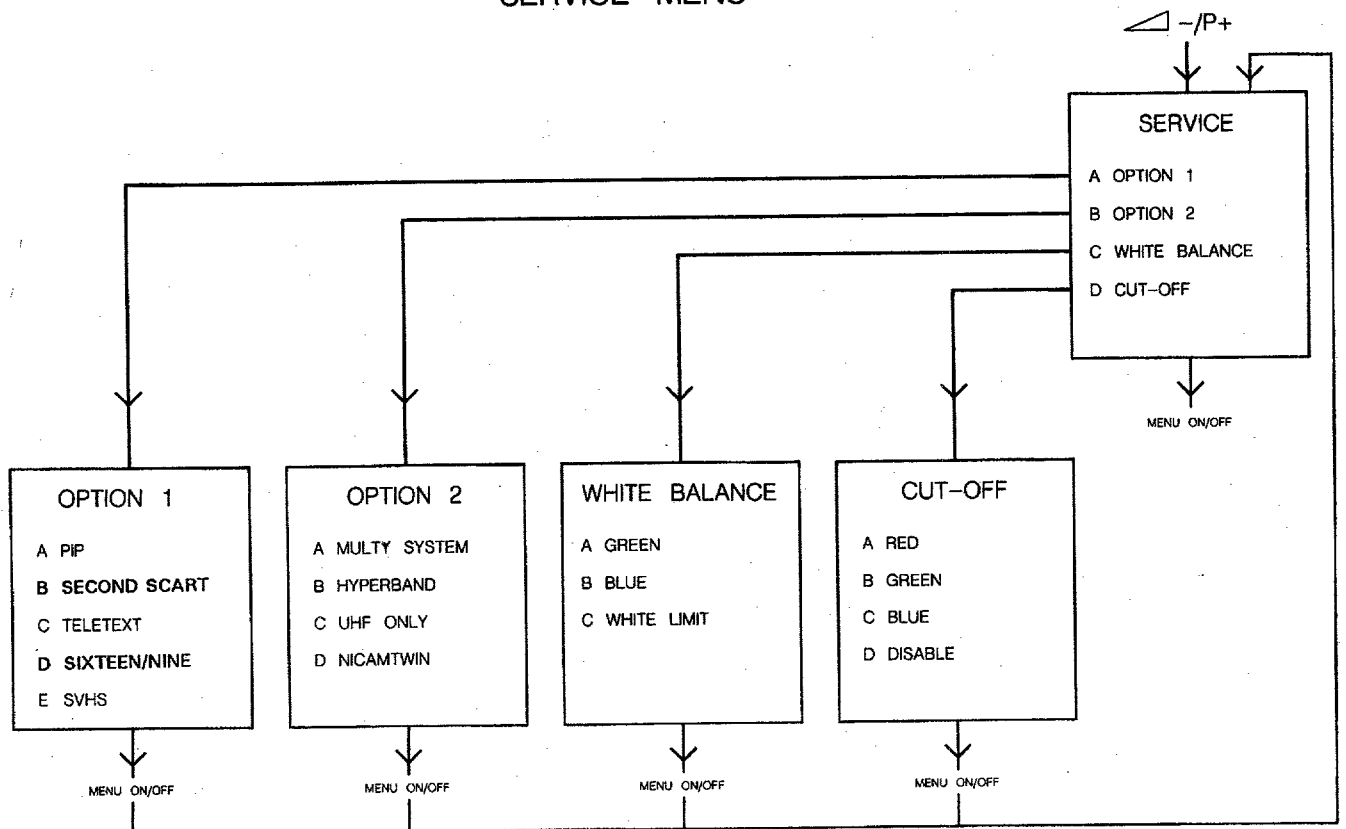 SERVICE MENU
-/P+
SERVICE
A OPTION 1
B OPTION 2
C WHITE BALANCE
D CUT-OFF
MENU ON/OFF
OPTION 1
A PIP
B SECOND SCART
C TELETEXT
D SIXTEEN/NINE
E SVHS
MENU ON/OFF
OPTION 2
A MULTY SYSTEM
B HYPERBAND
C UHF ONLY
D NICAMTWIN
MENU ON/OFF
WHITE BALANCE
A GREEN
B BLUE
C WHITE LIMIT
MENU ON/OFF
CUT-OFF
A RED
B GREEN
C BLUE
D DISABLE
MENU ON/OFF